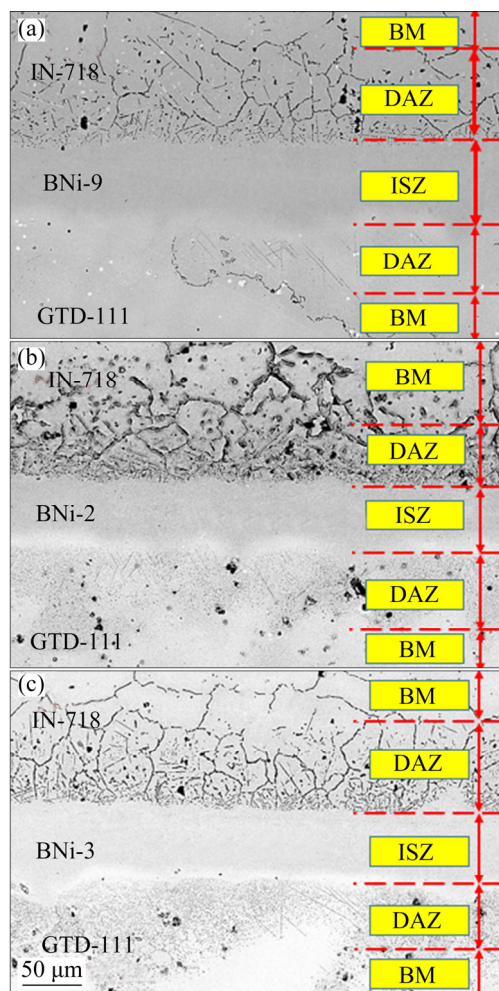 (a)
BM
IN-718
DAZ
BNi-9
ISZ
DAZ
GTD-111
BM
(b)
IN-718
BM
DAZ
BNi-2
ISZ
DAZ
GTD-111
BM
(c)
BM
IN-718
DAZ
BNi-3
ISZ
DAZ
GTD-111
50 μm
BM